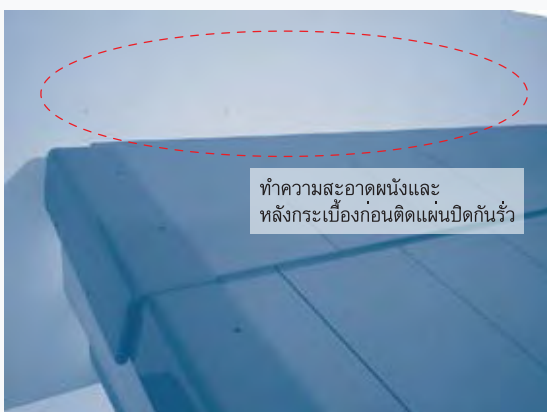 ทำความสะอาดผนังและ
หลังกระเบื้องก่อนติดแผ่นปิดกันรั่ว